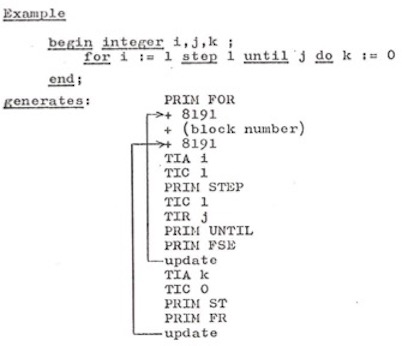 Example
begin integer i,j,k ;
for i := 1 step 1 until j do k := 0
end;
generates: PRIM FOR
+ 8191
+ (block number)
+ 8191
TIA i
TIC 1
PRIM STEP
TIC 1
TIR j
PRIM UNTIL
PRIM FSE
update
TIA k
TIC O
PRIM ST
PRIM FR
update